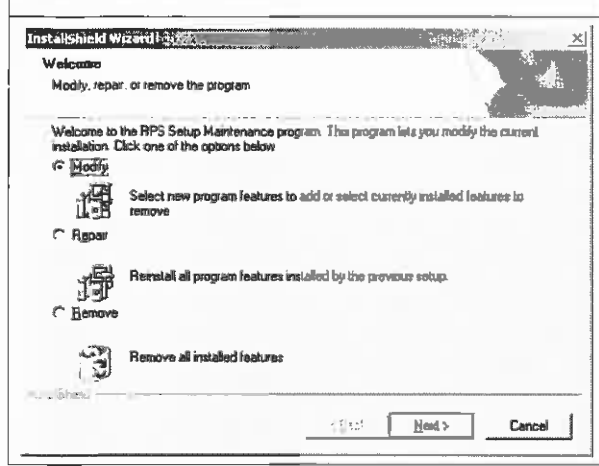 InstallShield Wizard
Welcome
Modify, repair, or remove the program
Welcome to the RPS Setup Maintenance program. This program lets you modify the current
installation. Click one of the options below
Modify
Select new program features to add or select currently installed features to
remove
Repair
Reinstall all program features installed by the previous setup.
Remove
Remove all installed features
InstallShield
< Back
Next >
Cancel